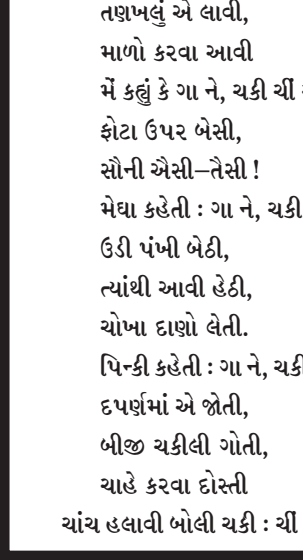 તણખલું એ લાવી,
માળો કરવા આવી
મેં કહ્યું કે ગા ને, ચકી ચીં
ફોટા ઉપર બેસી,
સૌની ઐસી–તૈસી !
મેઘા કહેતી : ગા ને, ચકી
ઉડી પંખી બેઠી,
ત્યાંથી આવી હેઠી,
ચોખા દાણો લેતી.
પિન્કી કહેતી : ગા ને, ચકી
દપર્ણમાં એ જોતી,
બીજી ચકીલી ગોતી,
ચાહે કરવા દોસ્તી
ચાંચ હલાવી બોલી ચકી : ચીં